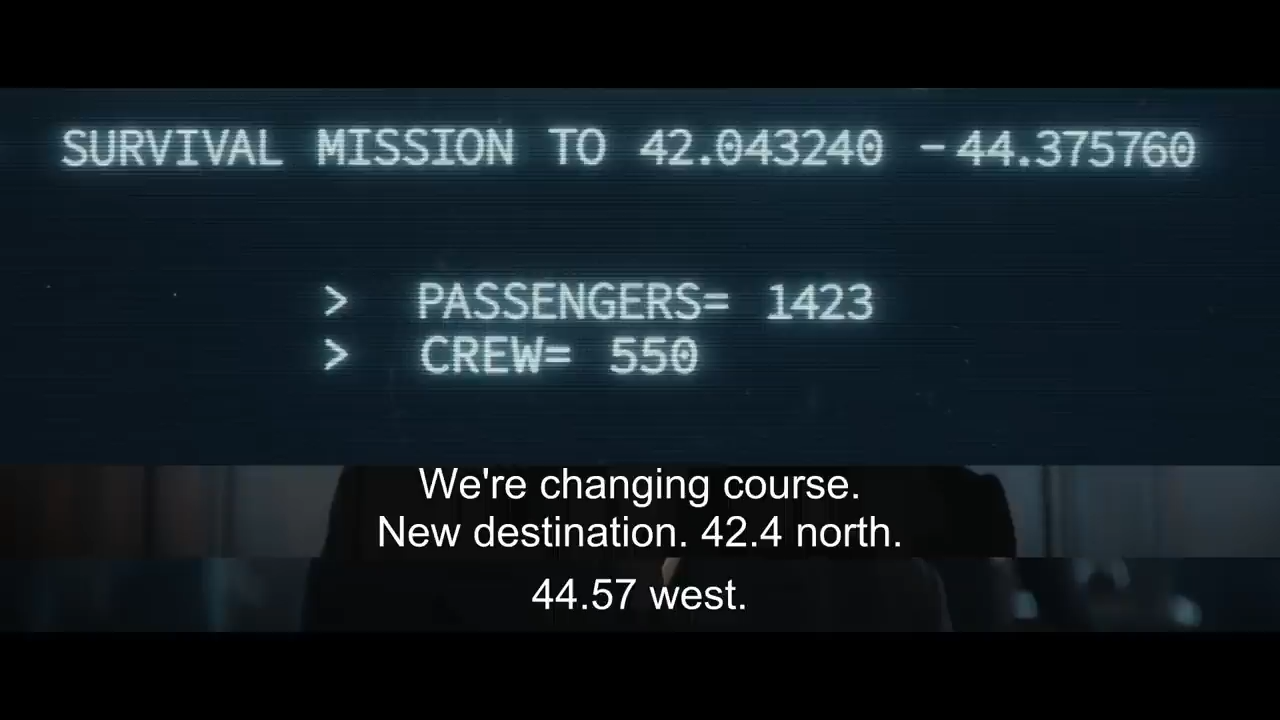 SURVIVAL MISSION TO 42.043240 -44.375760
> PASSENGERS= 1423
> CREW= 550
We're changing course.
New destination. 42.4 north.
44.57 west.